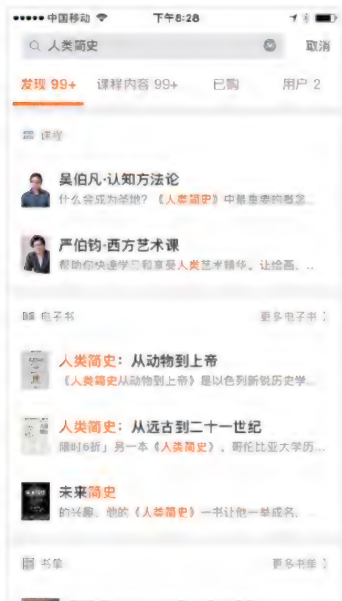 中国移动
下午8:28
人类简史
取消
发现 99+
课程内容 99+
已购
用户 2
课程
吴伯凡·认知方法论
什么会成为圣地？《人类简史》中最重要的概念...
严伯钧·西方艺术课
帮助你快速学习和享受人类艺术精华。让绘画、...
电子书
更多电子书
人类简史：从动物到上帝
《人类简史从动物到上帝》是以色列新锐历史学...
人类简史：从远古到二十一世纪
限时6折」另一本《人类简史》，哥伦比亚大学历...
未来简史
的兴趣。他的《人类简史》一书让他一举成名、...
书单
更多书单